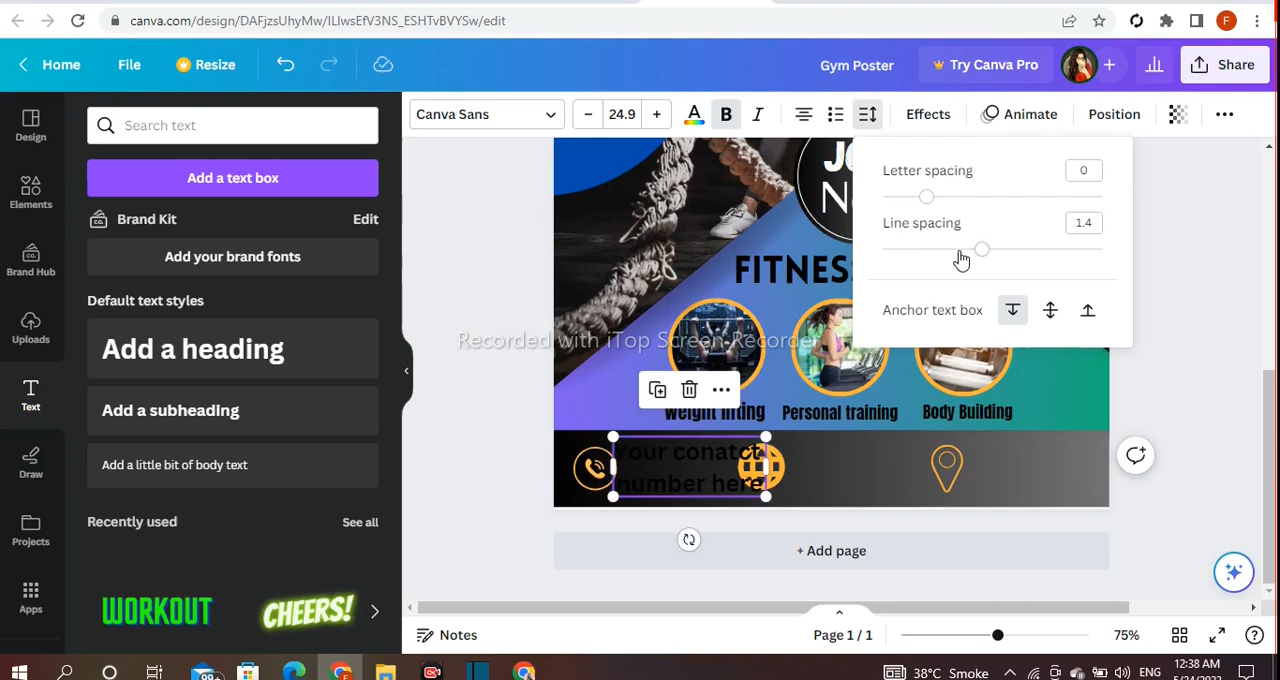 canva.com/design/DAFjzsUhyMw/ILIwsEfV3NS_ESHTvBVYSw/edit
F
Home File Resize Gym Poster Try Canva Pro + Share
Design
Elements
Brand Hub
Uploads
Text
Draw
Projects
Apps
Search text
Add a text box
Brand Kit Edit
Add your brand fonts
Default text styles
Add a heading
Add a subheading
Add a little bit of body text
Recently used See all
WORKOUT CHEERS!
Canva Sans − 24.9 + A B I Effects Animate Position
Letter spacing 0
Line spacing 1.4
Anchor text box
FITNESS
Recorded with iTop Screen Recorder
Weight lifting Personal training Body Building
Your conatct
number here
+ Add page
Notes Page 1 / 1 75%
38°C Smoke ENG 12:38 AM